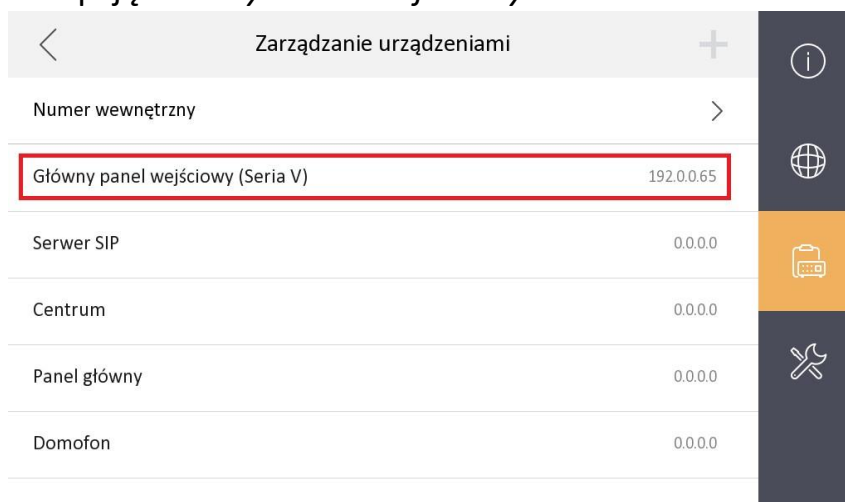 Zarządzanie urządzeniami
Numer wewnętrzny
Główny panel wejściowy (Seria V) 192.0.0.65
Serwer SIP 0.0.0.0
Centrum 0.0.0.0
Panel główny 0.0.0.0
Domofon 0.0.0.0